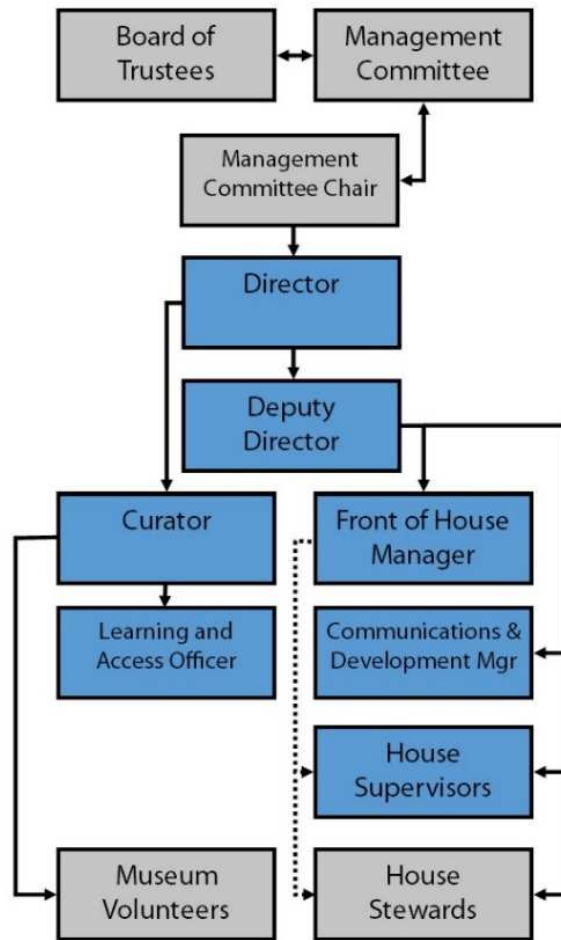 Board of
Trustees
Management
Committee
Management
Committee Chair
Director
Deputy
Director
Curator
Front of House
Manager
Learning and
Access Officer
Communications &
Development Mgr
House
Supervisors
Museum
Volunteers
House
Stewards